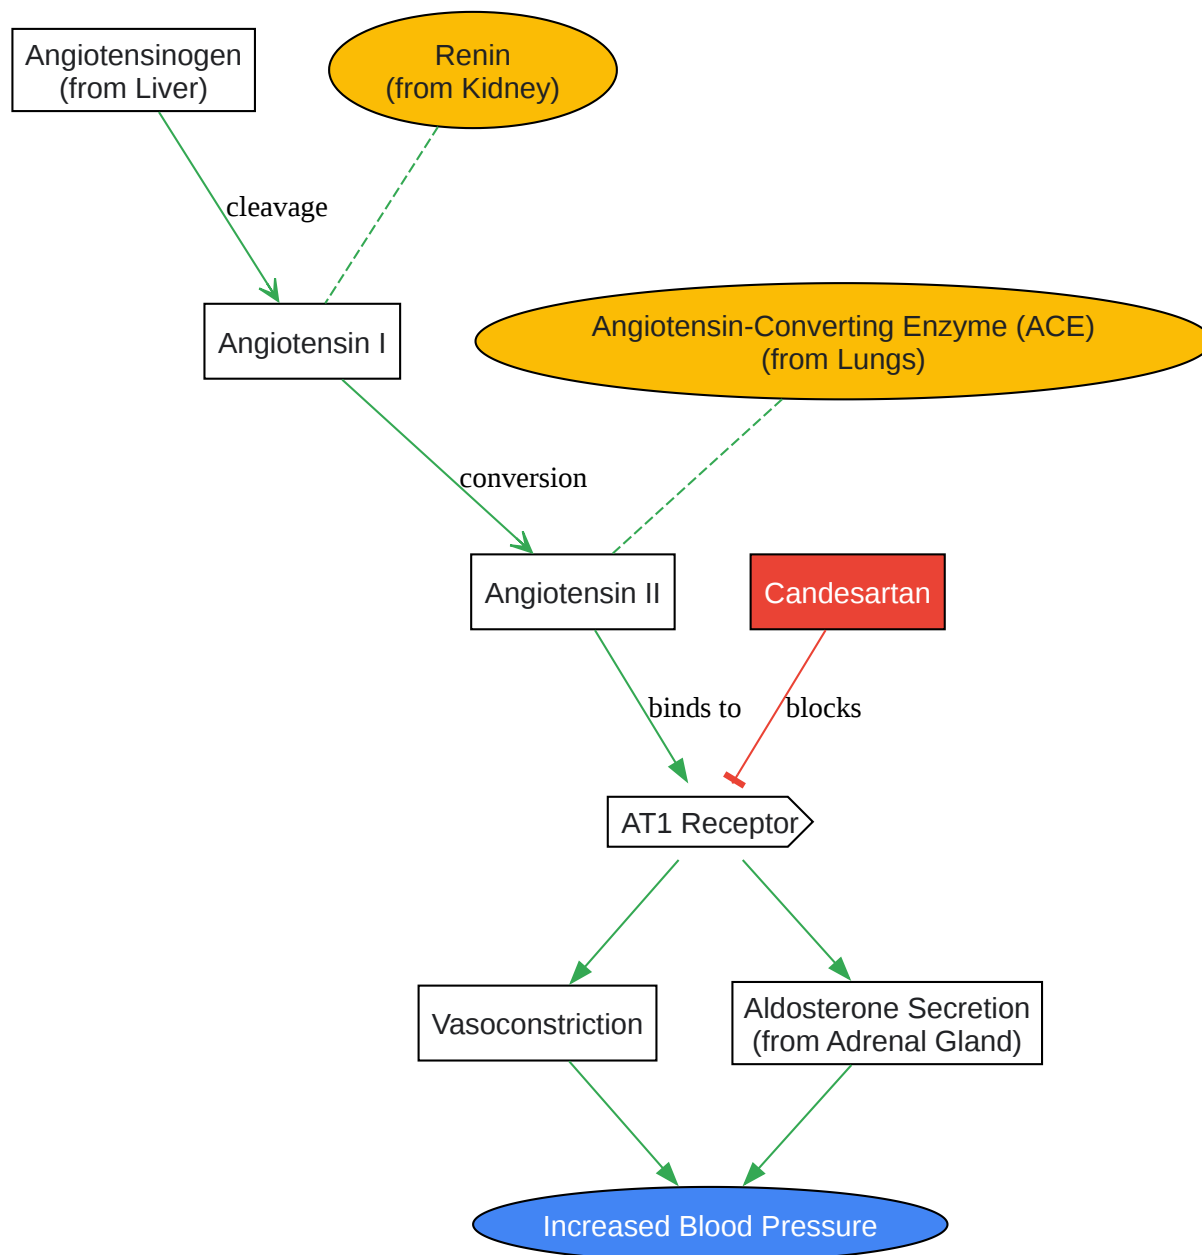 Angiotensinogen
(from Liver)
Renin
(from Kidney)
cleavage
Angiotensin I
Angiotensin-Converting Enzyme (ACE)
(from Lungs)
conversion
Angiotensin II
Candesartan
binds to
blocks
AT1 Receptor
Vasoconstriction
Aldosterone Secretion
(from Adrenal Gland)
Increased Blood Pressure